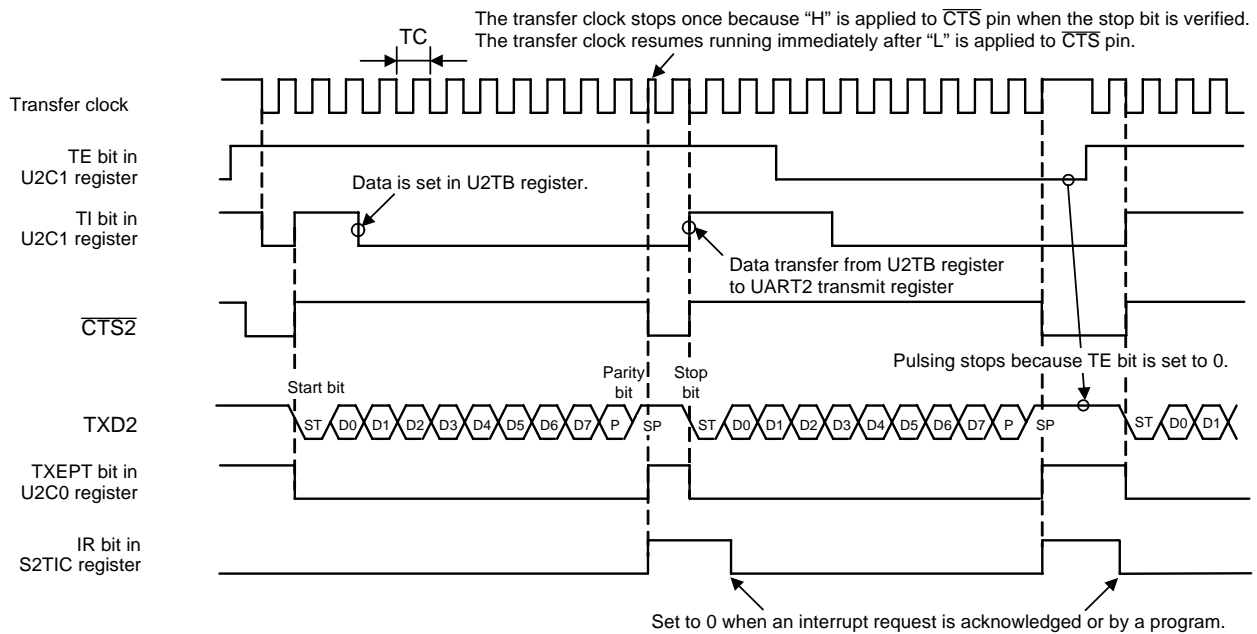 The transfer clock stops once because “H” is applied to CTS pin when the stop bit is verified.
The transfer clock resumes running immediately after “L” is applied to CTS pin.
TC
Transfer clock
TE bit in
U2C1 register
Data is set in U2TB register.
TI bit in
U2C1 register
Data transfer from U2TB register
to UART2 transmit register
CTS2
Pulsing stops because TE bit is set to 0.
Start bit
Parity
bit
Stop
bit
TXD2
ST D0 D1 D2 D3 D4 D5 D6 D7 P SP ST D0 D1 D2 D3 D4 D5 D6 D7 P SP ST D0 D1
TXEPT bit in
U2C0 register
IR bit in
S2TIC register
Set to 0 when an interrupt request is acknowledged or by a program.